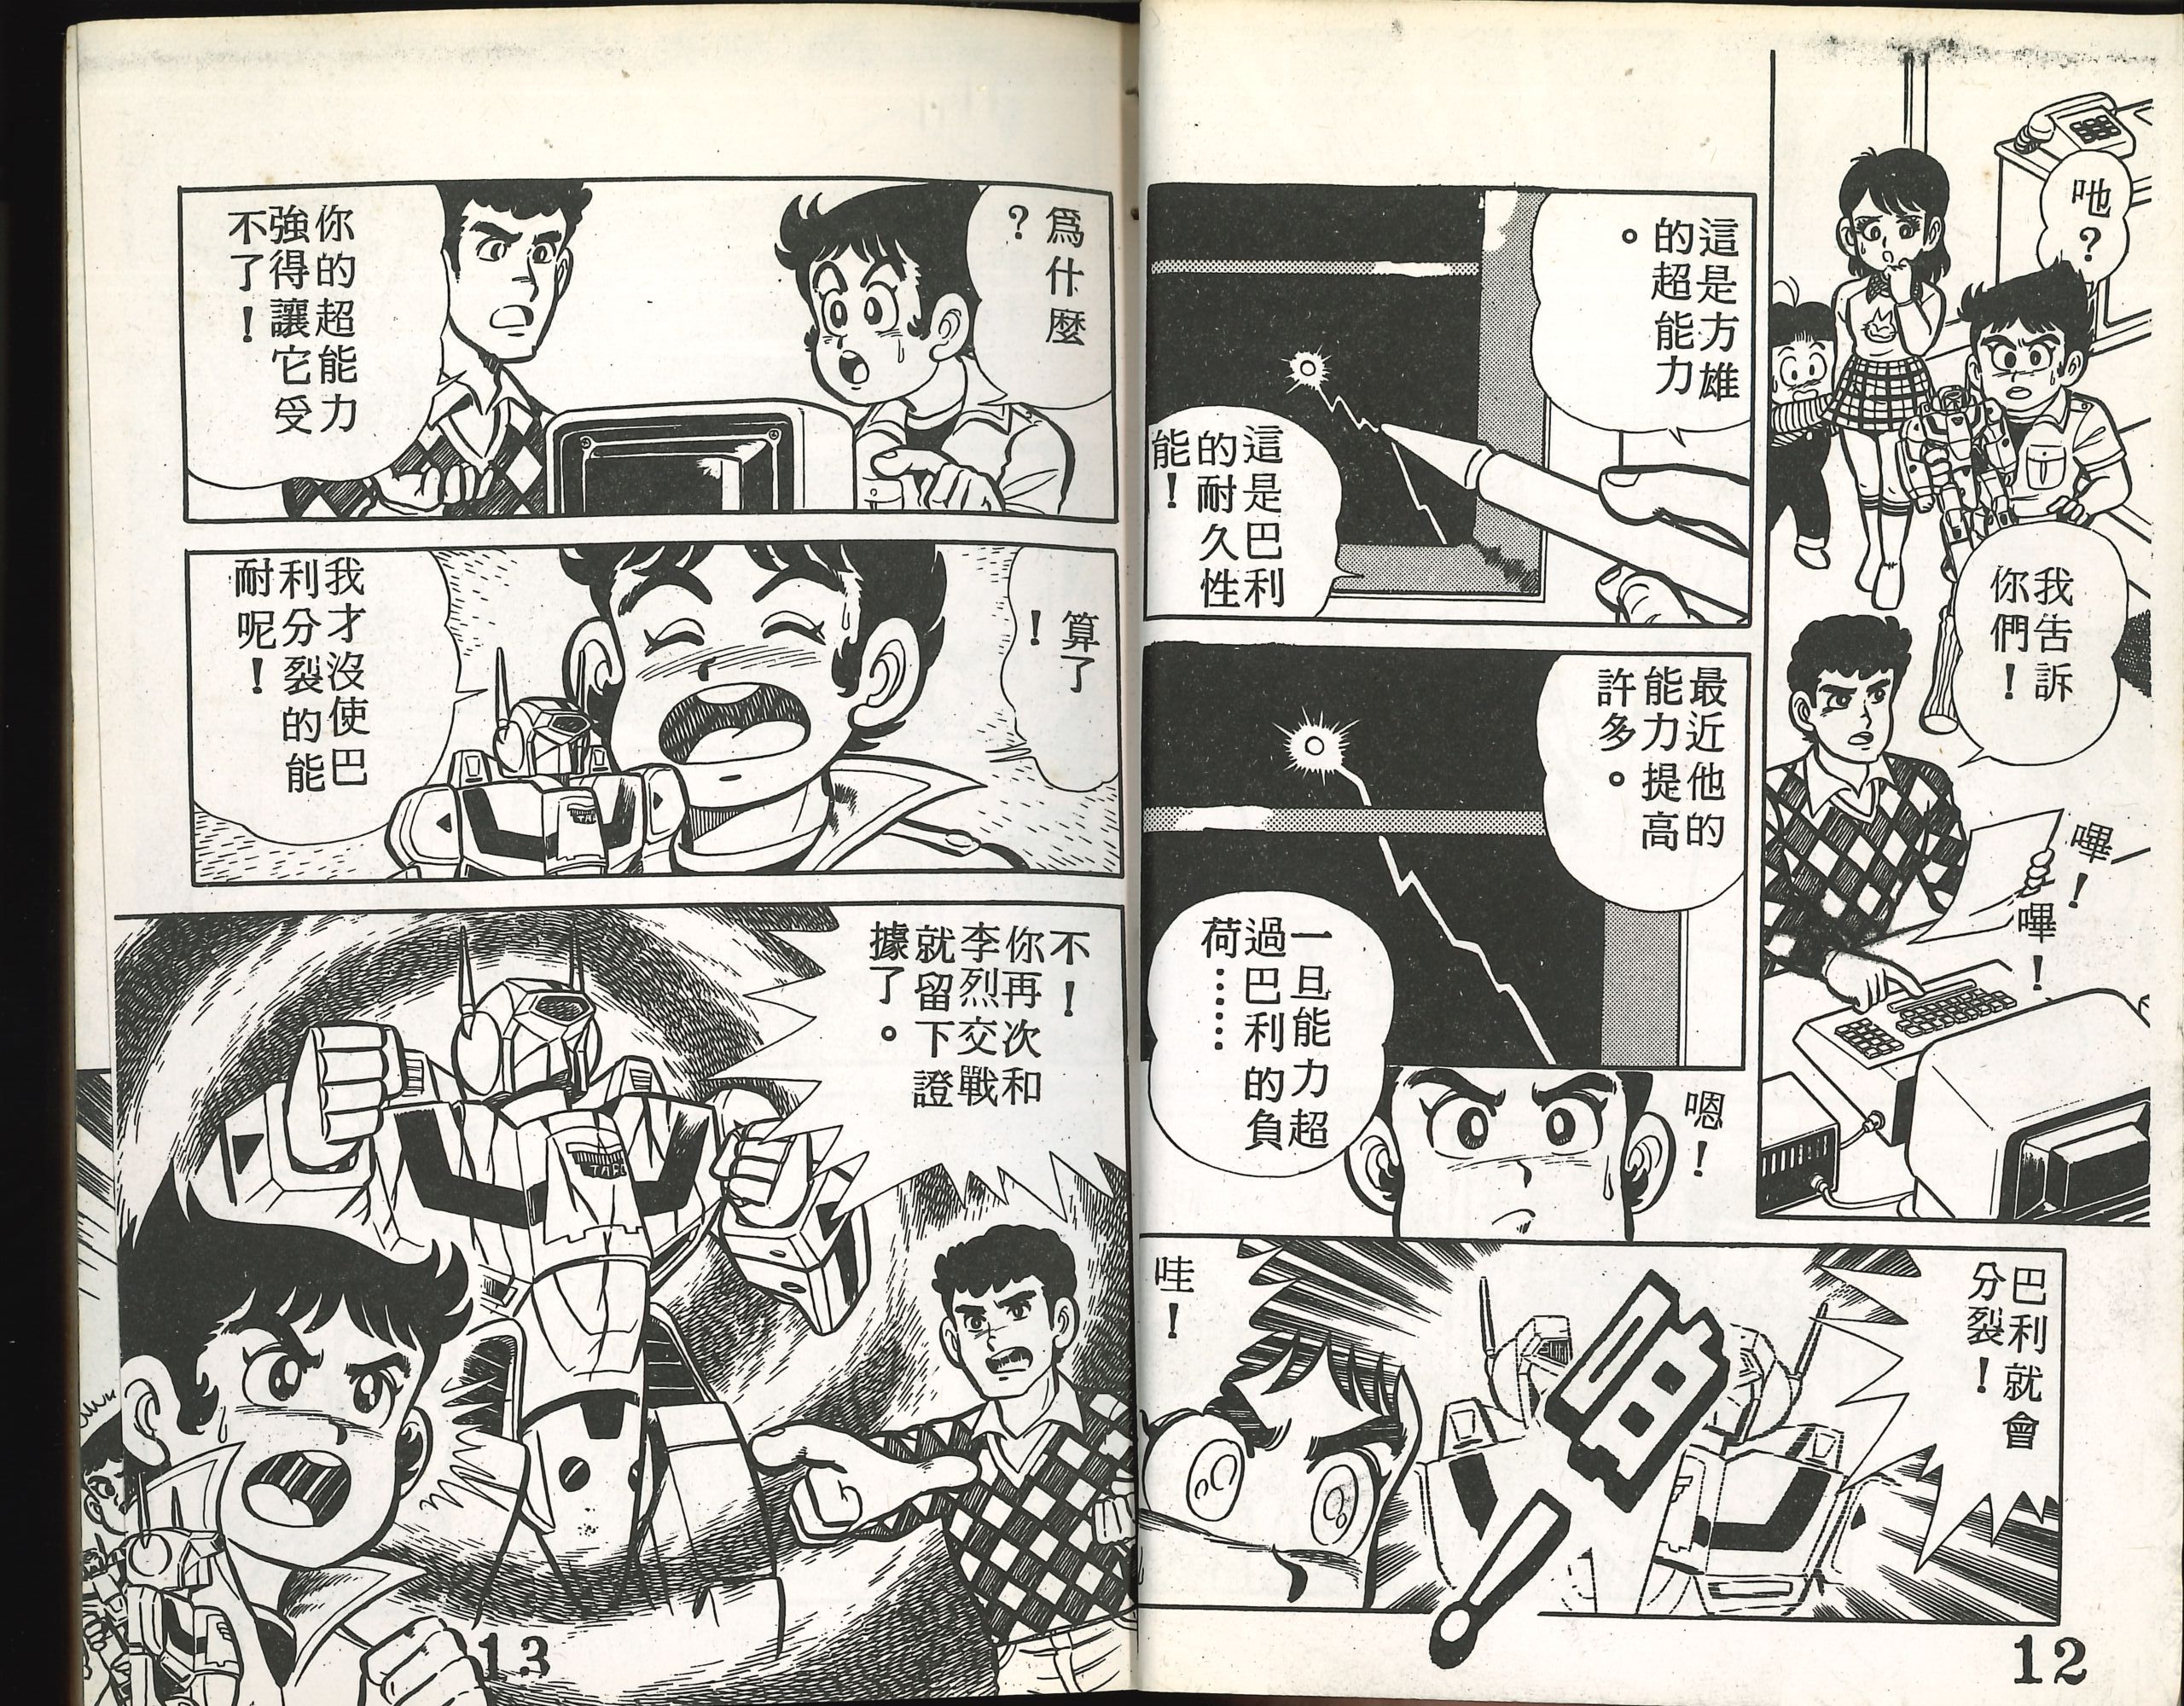 吔?
我告訴
你們!
嗶!
嗶!
這是方雄
的超能力
。
這是巴利
的耐久性
能!
最近他的
能力提高
許多。
一旦能力超
過巴利的負
荷……
嗯!
巴利就會
分裂!
哇!
12
爲什麼
?
你的超能力
強得讓它受
不了!
算了
!
我才沒使巴
利分裂的能
耐呢!
不!
你再次和
李烈交戰
就留下證
據了。
13